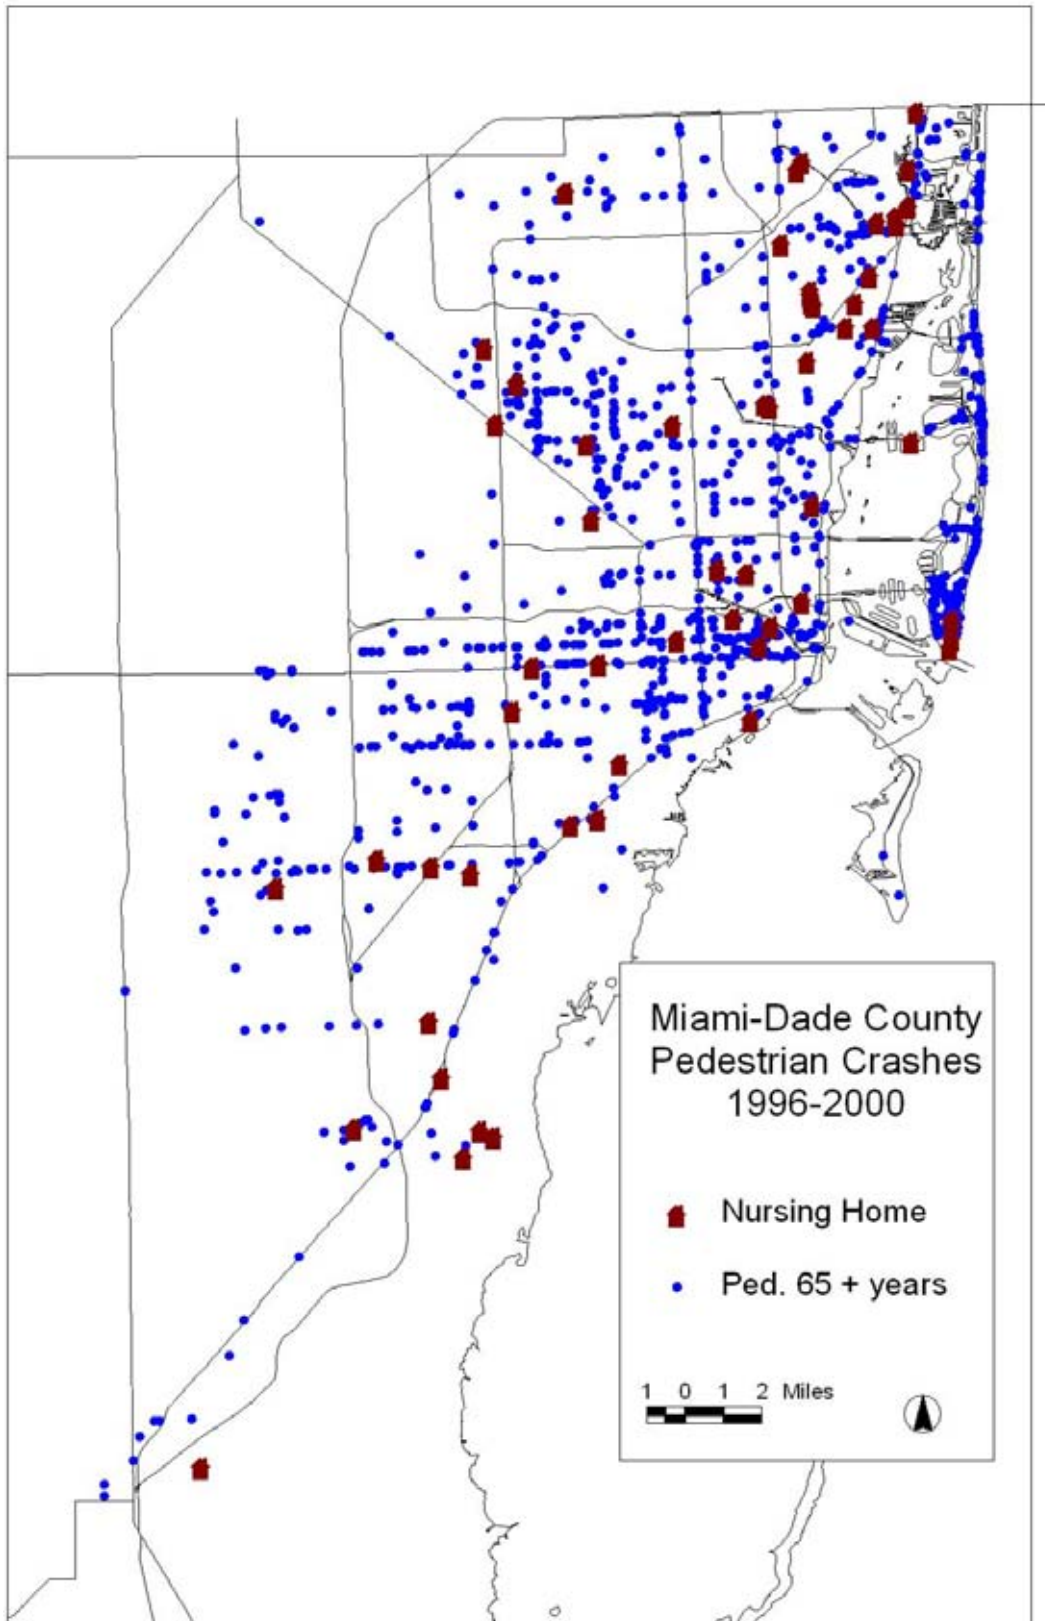 Miami-Dade County
Pedestrian Crashes
1996-2000
Nursing Home
Ped. 65 + years
1 0 1 2 Miles